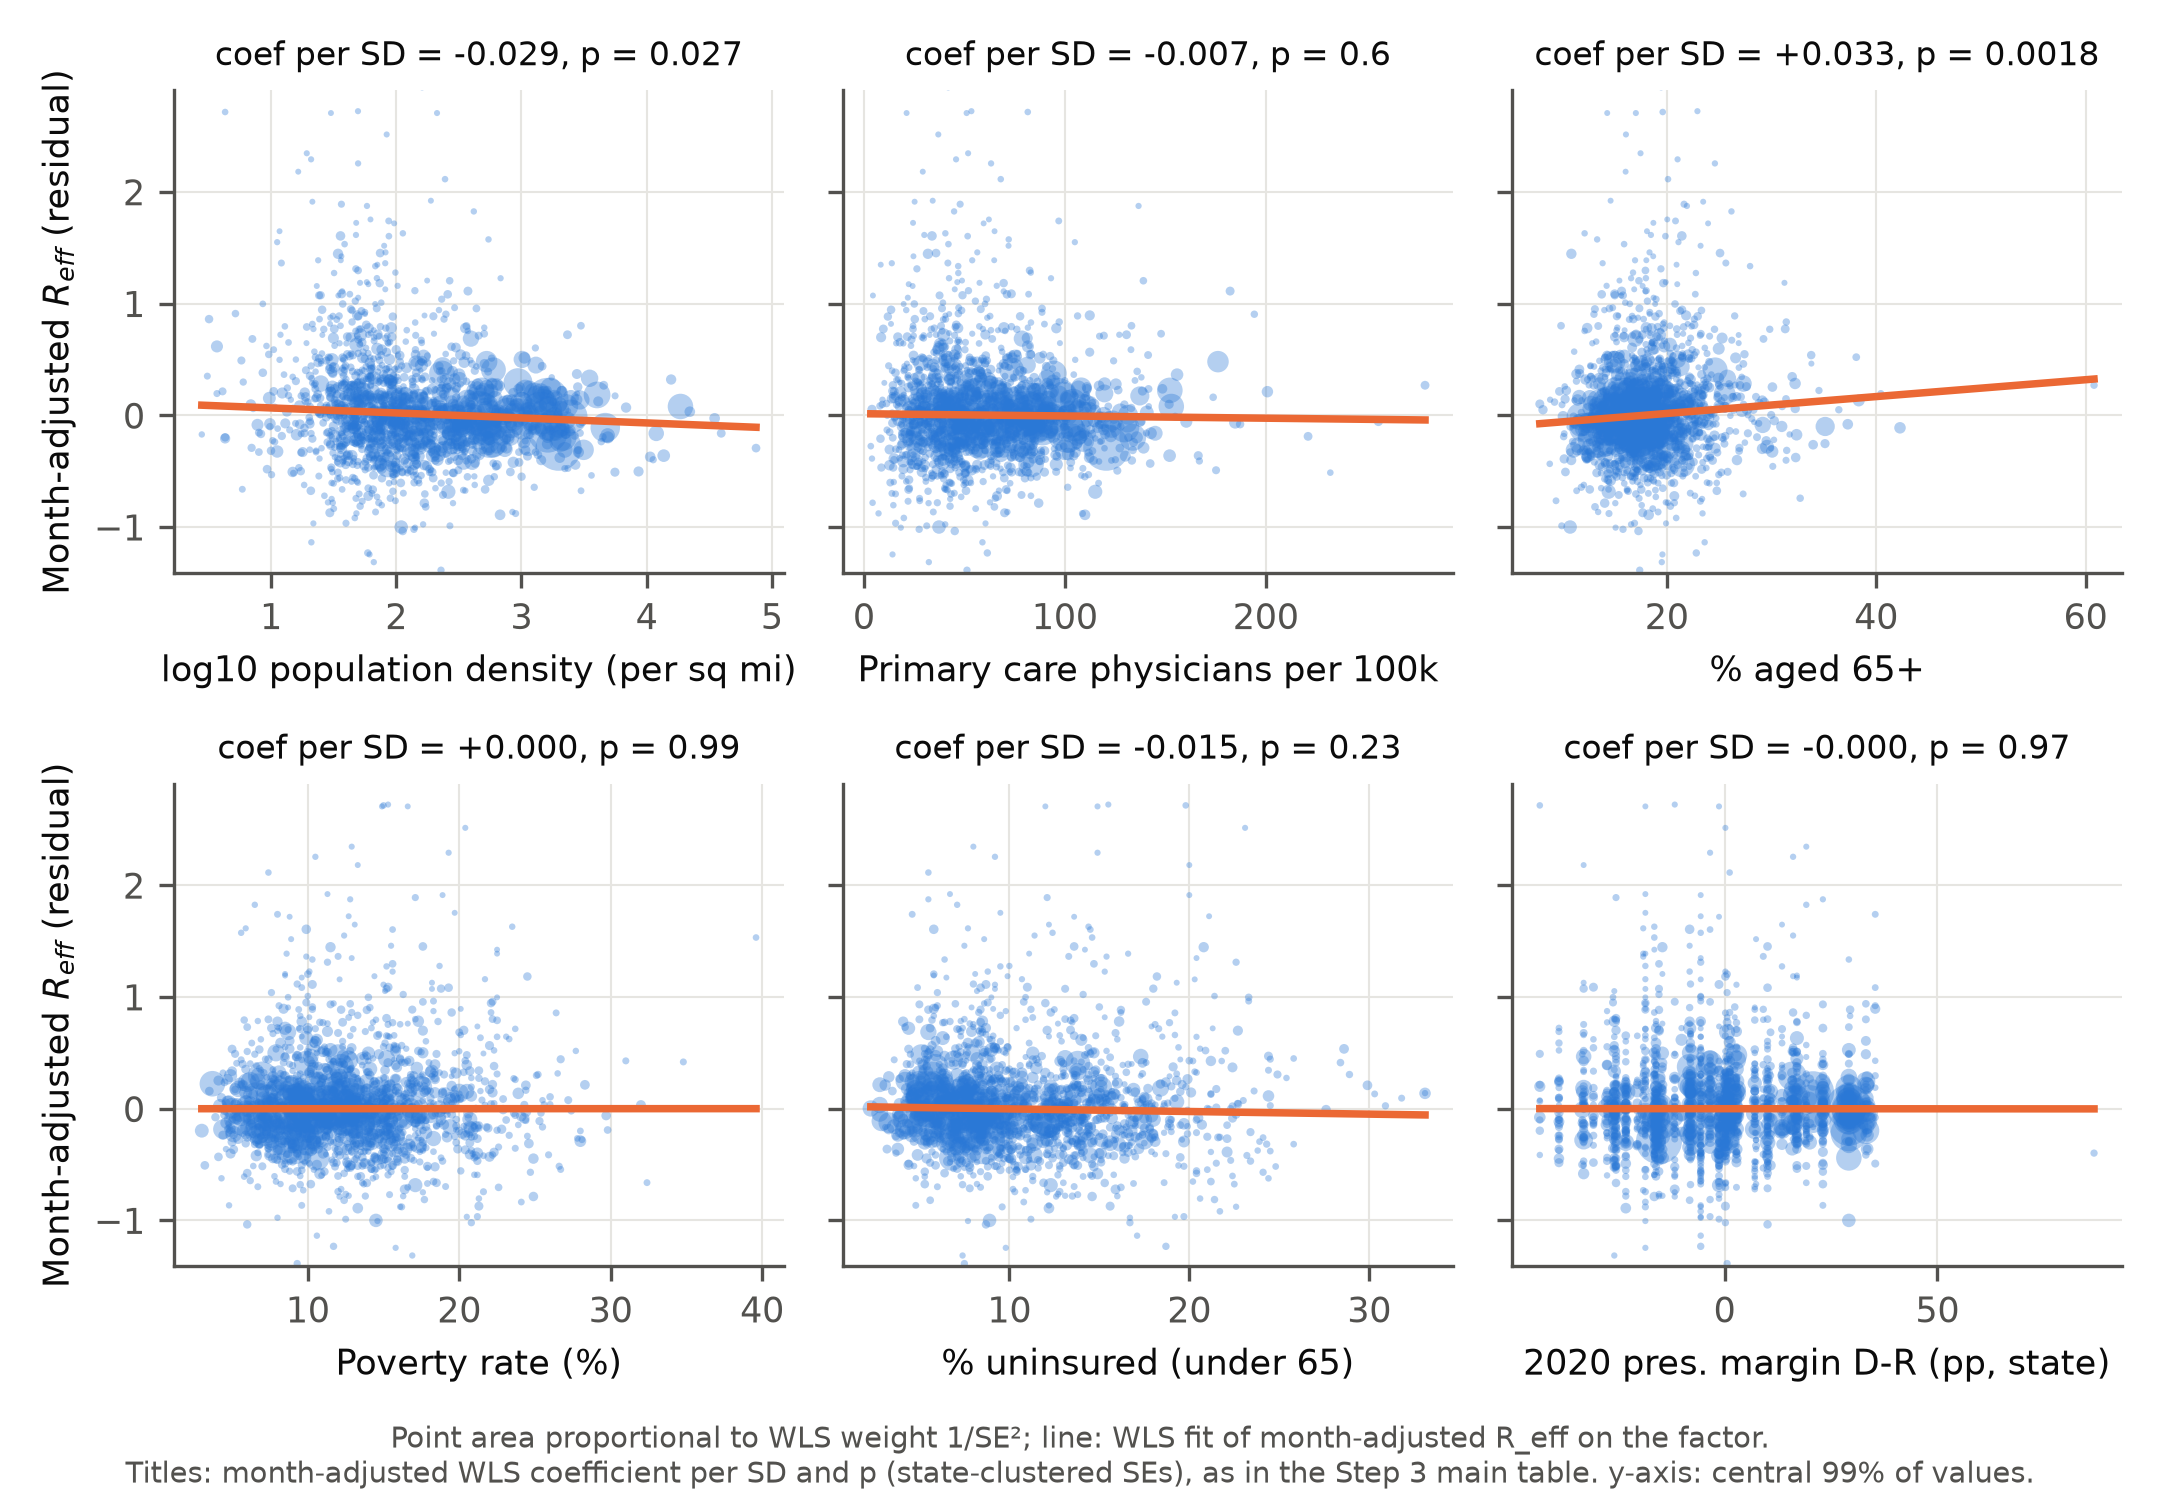 coef per SD = -0.029, p = 0.027
coef per SD = -0.007, p = 0.6
coef per SD = +0.033, p = 0.0018
Month-adjusted R_eff (residual)
2
1
0
−1
1 2 3 4 5
0 100 200
20 40 60
log10 population density (per sq mi)
Primary care physicians per 100k
% aged 65+
coef per SD = +0.000, p = 0.99
coef per SD = -0.015, p = 0.23
coef per SD = -0.000, p = 0.97
Month-adjusted R_eff (residual)
2
1
0
−1
10 20 30 40
10 20 30
0 50
Poverty rate (%)
% uninsured (under 65)
2020 pres. margin D-R (pp, state)
Point area proportional to WLS weight 1/SE²; line: WLS fit of month-adjusted R_eff on the factor.
Titles: month-adjusted WLS coefficient per SD and p (state-clustered SEs), as in the Step 3 main table. y-axis: central 99% of values.